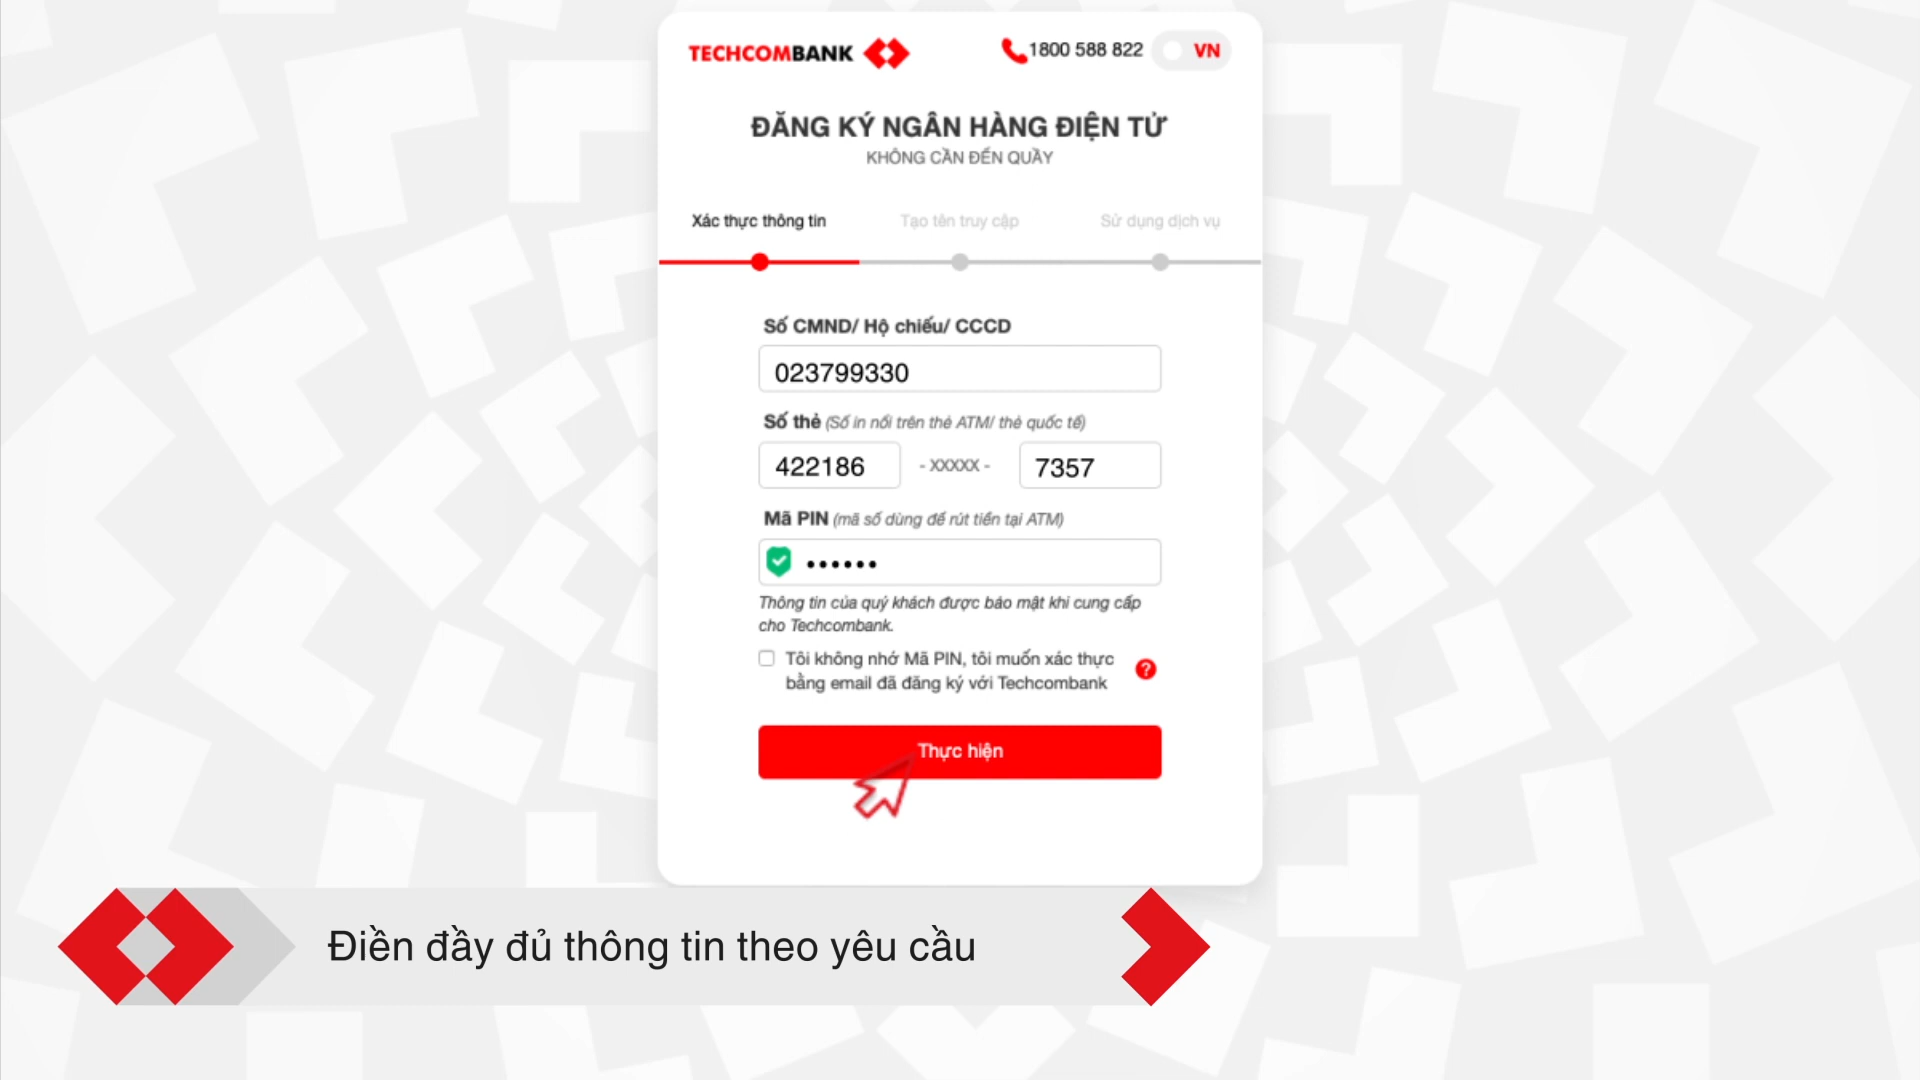 TECHCOMBANK
1800 588 822
VN
ĐĂNG KÝ NGÂN HÀNG ĐIỆN TỬ
KHÔNG CẦN ĐẾN QUẦY
Xác thực thông tin
Tạo tên truy cập
Sử dụng dịch vụ
Số CMND/ Hộ chiếu/ CCCD
023799330
Số thẻ (Số in nổi trên thẻ ATM/ thẻ quốc tế)
422186 - XXXXX - 7357
Mã PIN (mã số dùng để rút tiền tại ATM)
••••••
Thông tin của quý khách được bảo mật khi cung cấp
cho Techcombank.
Tôi không nhớ Mã PIN, tôi muốn xác thực
bằng email đã đăng ký với Techcombank
?
Thực hiện
Điền đầy đủ thông tin theo yêu cầu